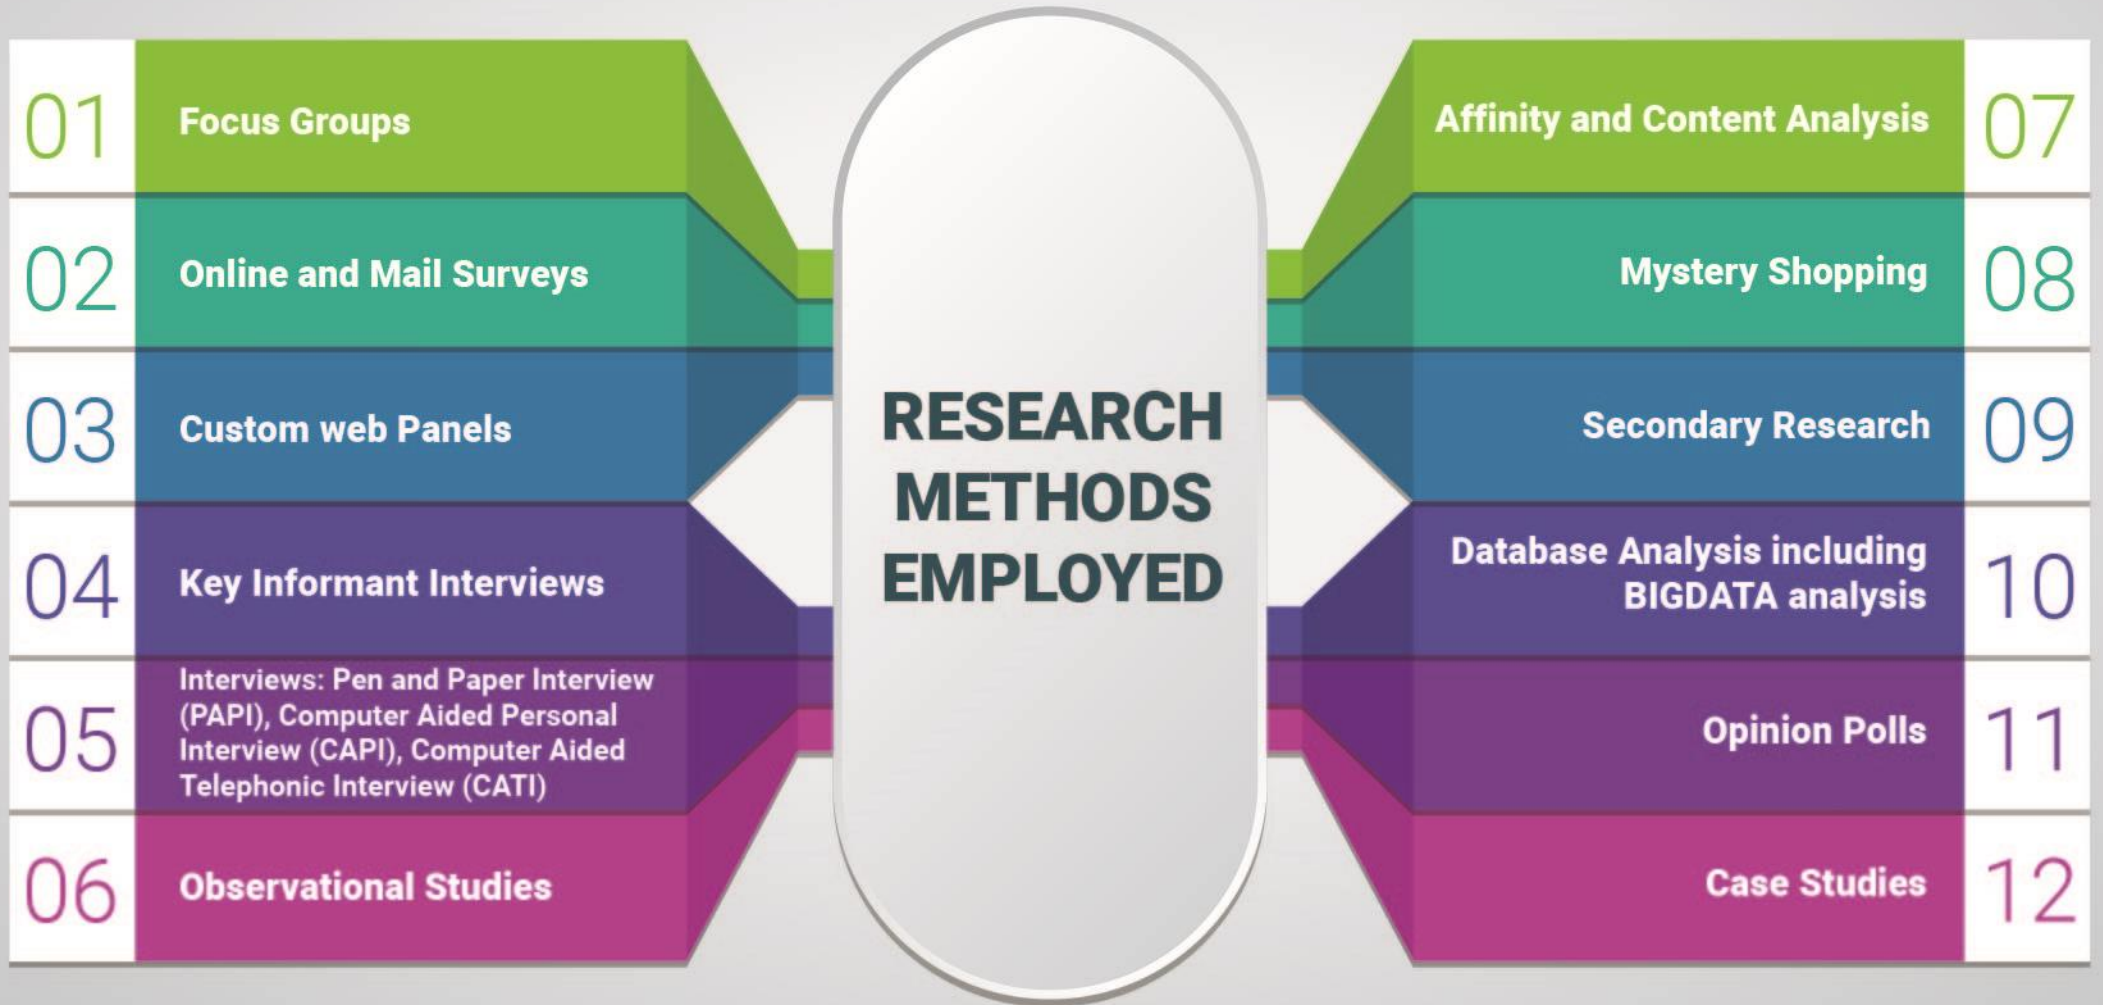 01
Focus Groups
02
Online and Mail Surveys
03
Custom web Panels
04
Key Informant Interviews
05
Interviews: Pen and Paper Interview
(PAPI), Computer Aided Personal
Interview (CAPI), Computer Aided
Telephonic Interview (CATI)
06
Observational Studies
RESEARCH
METHODS
EMPLOYED
Affinity and Content Analysis
07
Mystery Shopping
08
Secondary Research
09
Database Analysis including
BIGDATA analysis
10
Opinion Polls
11
Case Studies
12